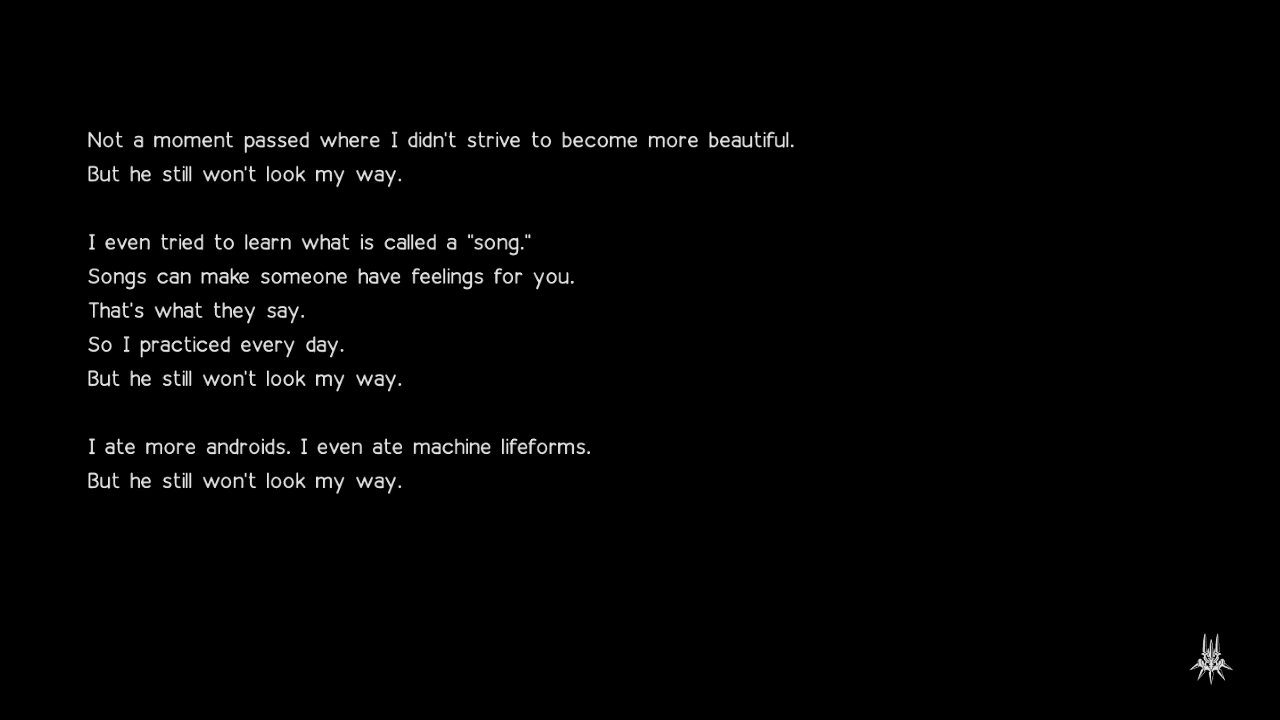 Not a moment passed where I didn't strive to become more beautiful.
But he still won't look my way.
I even tried to learn what is called a "song."
Songs can make someone have feelings for you.
That's what they say.
So I practiced every day.
But he still won't look my way.
I ate more androids. I even ate machine lifeforms.
But he still won't look my way.